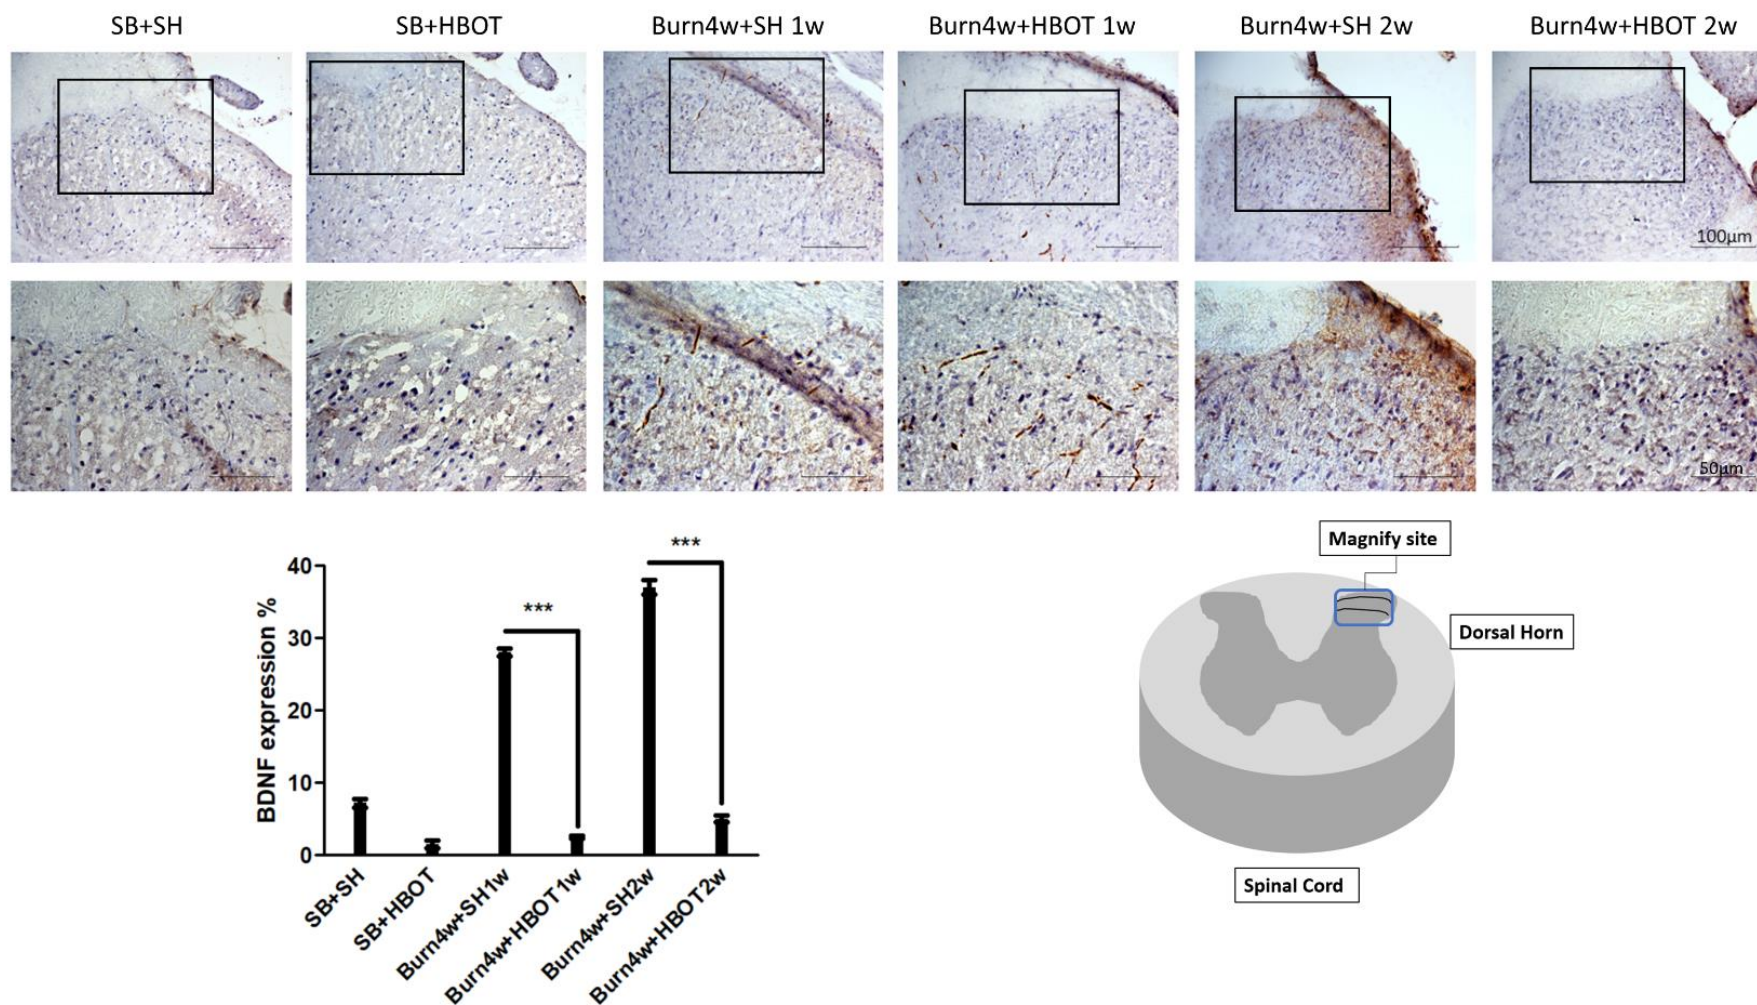 SB+SH
SB+HBOT
Burn4w+SH 1w
Burn4w+HBOT 1w
Burn4w+SH 2w
Burn4w+HBOT 2w
100µm
50µm
BDNF expression %
40
30
20
10
0
***
***
SB+SH
SB+HBOT
Burn4w+SH1w
Burn4w+HBOT1w
Burn4w+SH2w
Burn4w+HBOT2w
Magnify site
Dorsal Horn
Spinal Cord